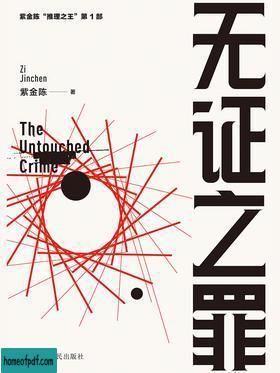 紫金陈“推理之王”第1部
Zi
Jinchen
紫金陈 著
The
Untouched
Crime
无证之罪
民出版社
homeofpdf.com